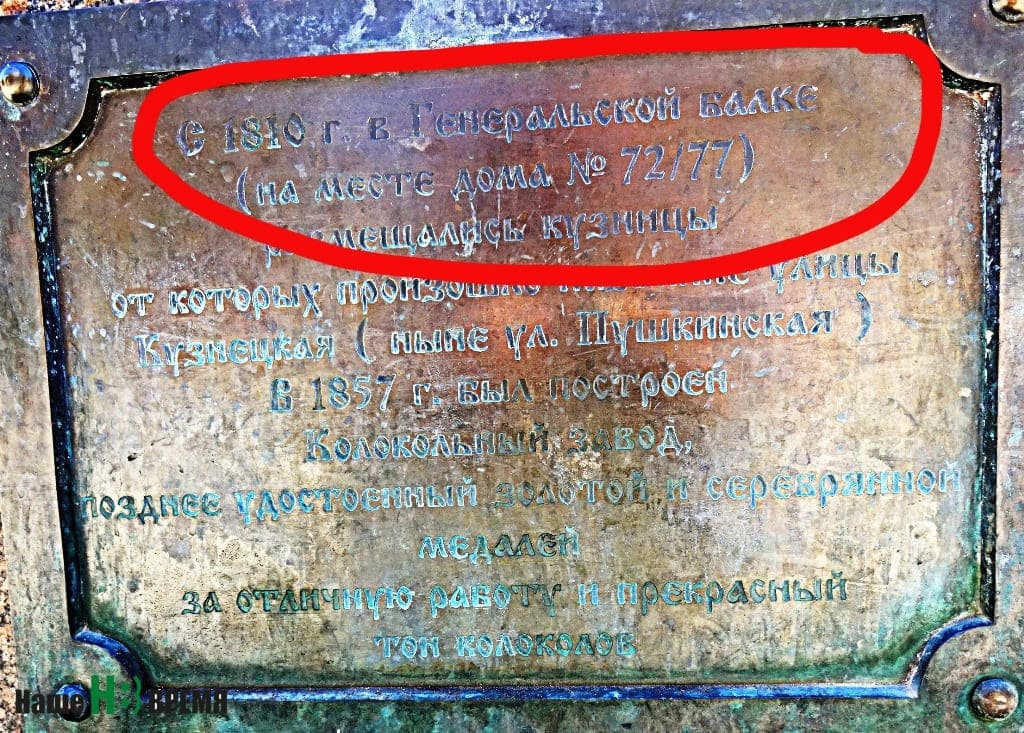 С 1810 г. в Генеральской балке
(на месте дома № 72/77)
размещались кузницы
от которых произошло название улицы
Кузнецкая ( ныне ул. Пушкинская )
В 1857 г. был построен
Колокольный завод,
позднее удостоенный золотой и серебрянной
медалей
за отличную работу и прекрасный
тон колоколов
Наше ВРЕМЯ